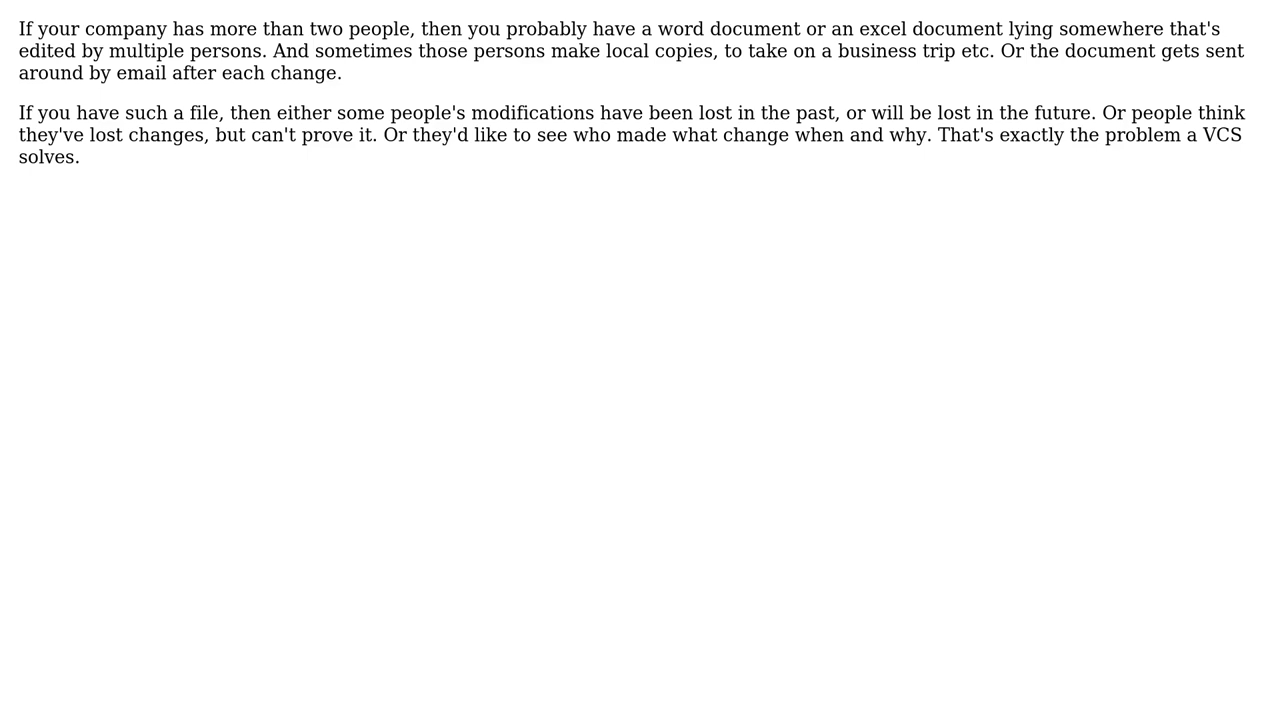 If your company has more than two people, then you probably have a word document or an excel document lying somewhere that's
edited by multiple persons. And sometimes those persons make local copies, to take on a business trip etc. Or the document gets sent
around by email after each change.
If you have such a file, then either some people's modifications have been lost in the past, or will be lost in the future. Or people think
they've lost changes, but can't prove it. Or they'd like to see who made what change when and why. That's exactly the problem a VCS
solves.